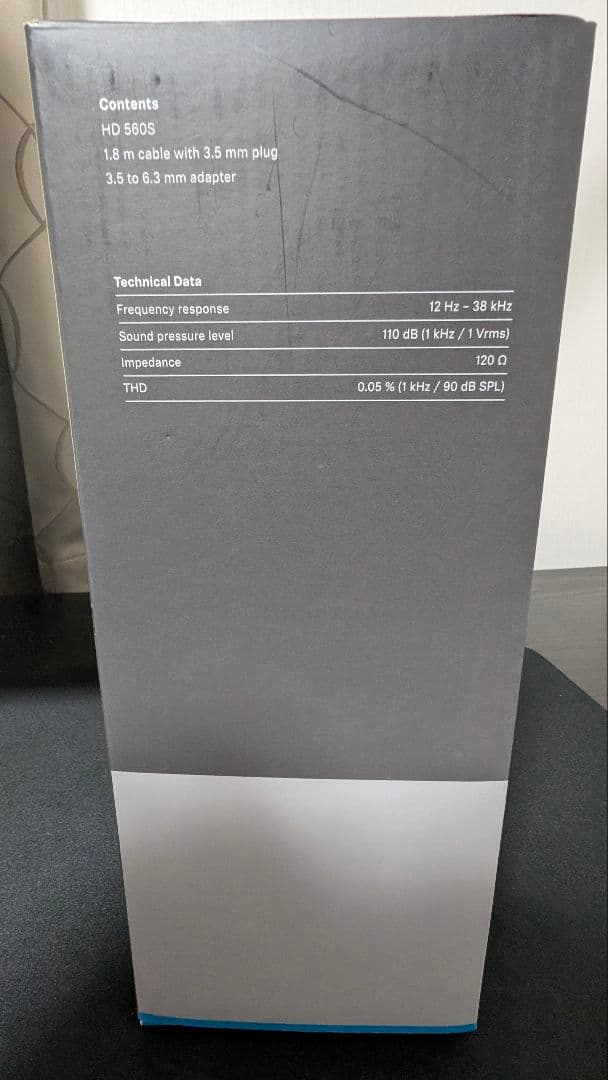 Contents
HD 560S
1.8 m cable with 3.5 mm plug
3.5 to 6.3 mm adapter
Technical Data
Frequency response 12 Hz – 38 kHz
Sound pressure level 110 dB (1 kHz / 1 Vrms)
Impedance 120 Ω
THD 0.05 % (1 kHz / 90 dB SPL)